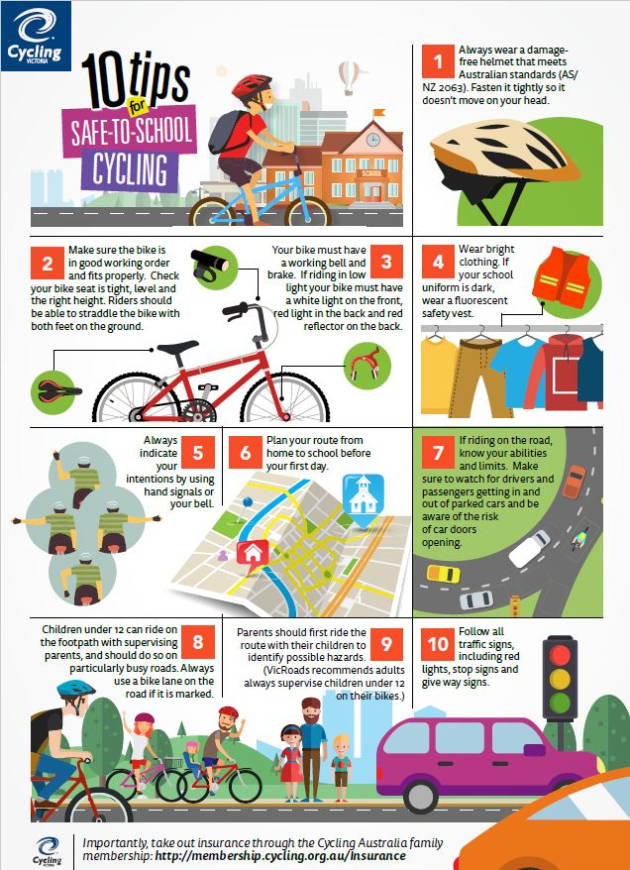 Cycling
VICTORIA
10 tips
for
SAFE-TO-SCHOOL
CYCLING
SCHOOL
1
Always wear a damage-
free helmet that meets
Australian standards (AS/
NZ 2063). Fasten it tightly so it
doesn't move on your head.
2
Make sure the bike is
in good working order
and fits properly. Check
your bike seat is tight, level and
the right height. Riders should
be able to straddle the bike with
both feet on the ground.
3
Your bike must have
a working bell and
brake. If riding in low
light your bike must have
a white light on the front,
red light in the back and red
reflector on the back.
4
Wear bright
clothing. If
your school
uniform is dark,
wear a fluorescent
safety vest.
5
Always
indicate
your
intentions by using
hand signals or
your bell.
6
Plan your route from
home to school before
your first day.
7
If riding on the road,
know your abilities
and limits. Make
sure to watch for drivers and
passengers getting in and
out of parked cars and be
aware of the risk
of car doors
opening.
8
Children under 12 can ride on
the footpath with supervising
parents, and should do so on
particularly busy roads. Always
use a bike lane on the
road if it is marked.
9
Parents should first ride the
route with their children to
identify possible hazards.
(VicRoads recommends adults
always supervise children under 12
on their bikes.)
10
Follow all
traffic signs,
including red
lights, stop signs and
give way signs.
Cycling
VICTORIA
Importantly, take out insurance through the Cycling Australia family
membership: http://membership.cycling.org.au/Insurance